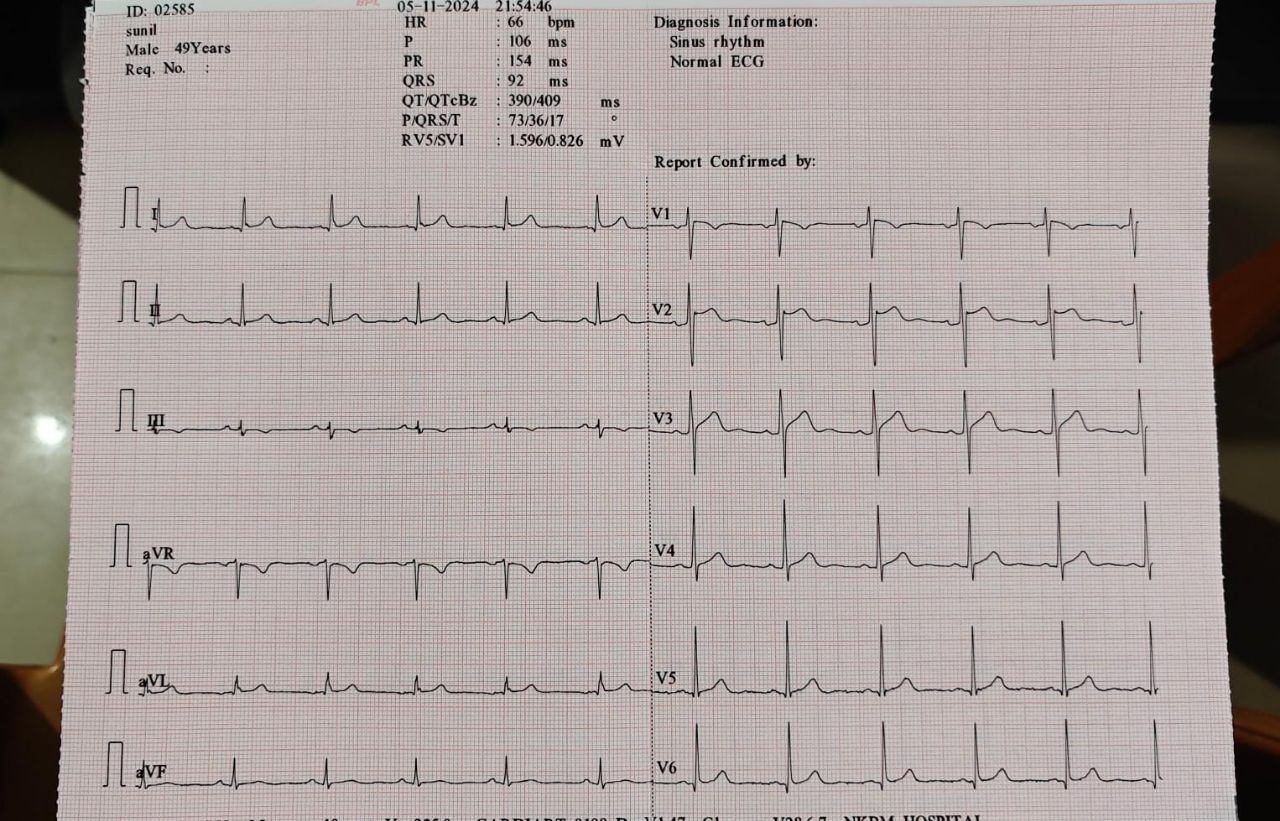 ID: 02585
sunil
Male 49Years
Req. No. :
05-11-2024 21:54:46
HR : 66 bpm
P : 106 ms
PR : 154 ms
QRS : 92 ms
QT/QTcBz : 390/409 ms
P/QRS/T : 73/36/17 °
RV5/SV1 : 1.596/0.826 mV
Diagnosis Information:
Sinus rhythm
Normal ECG
Report Confirmed by:
I
II
III
aVR
aVL
aVF
V1
V2
V3
V4
V5
V6
HOSPITAL